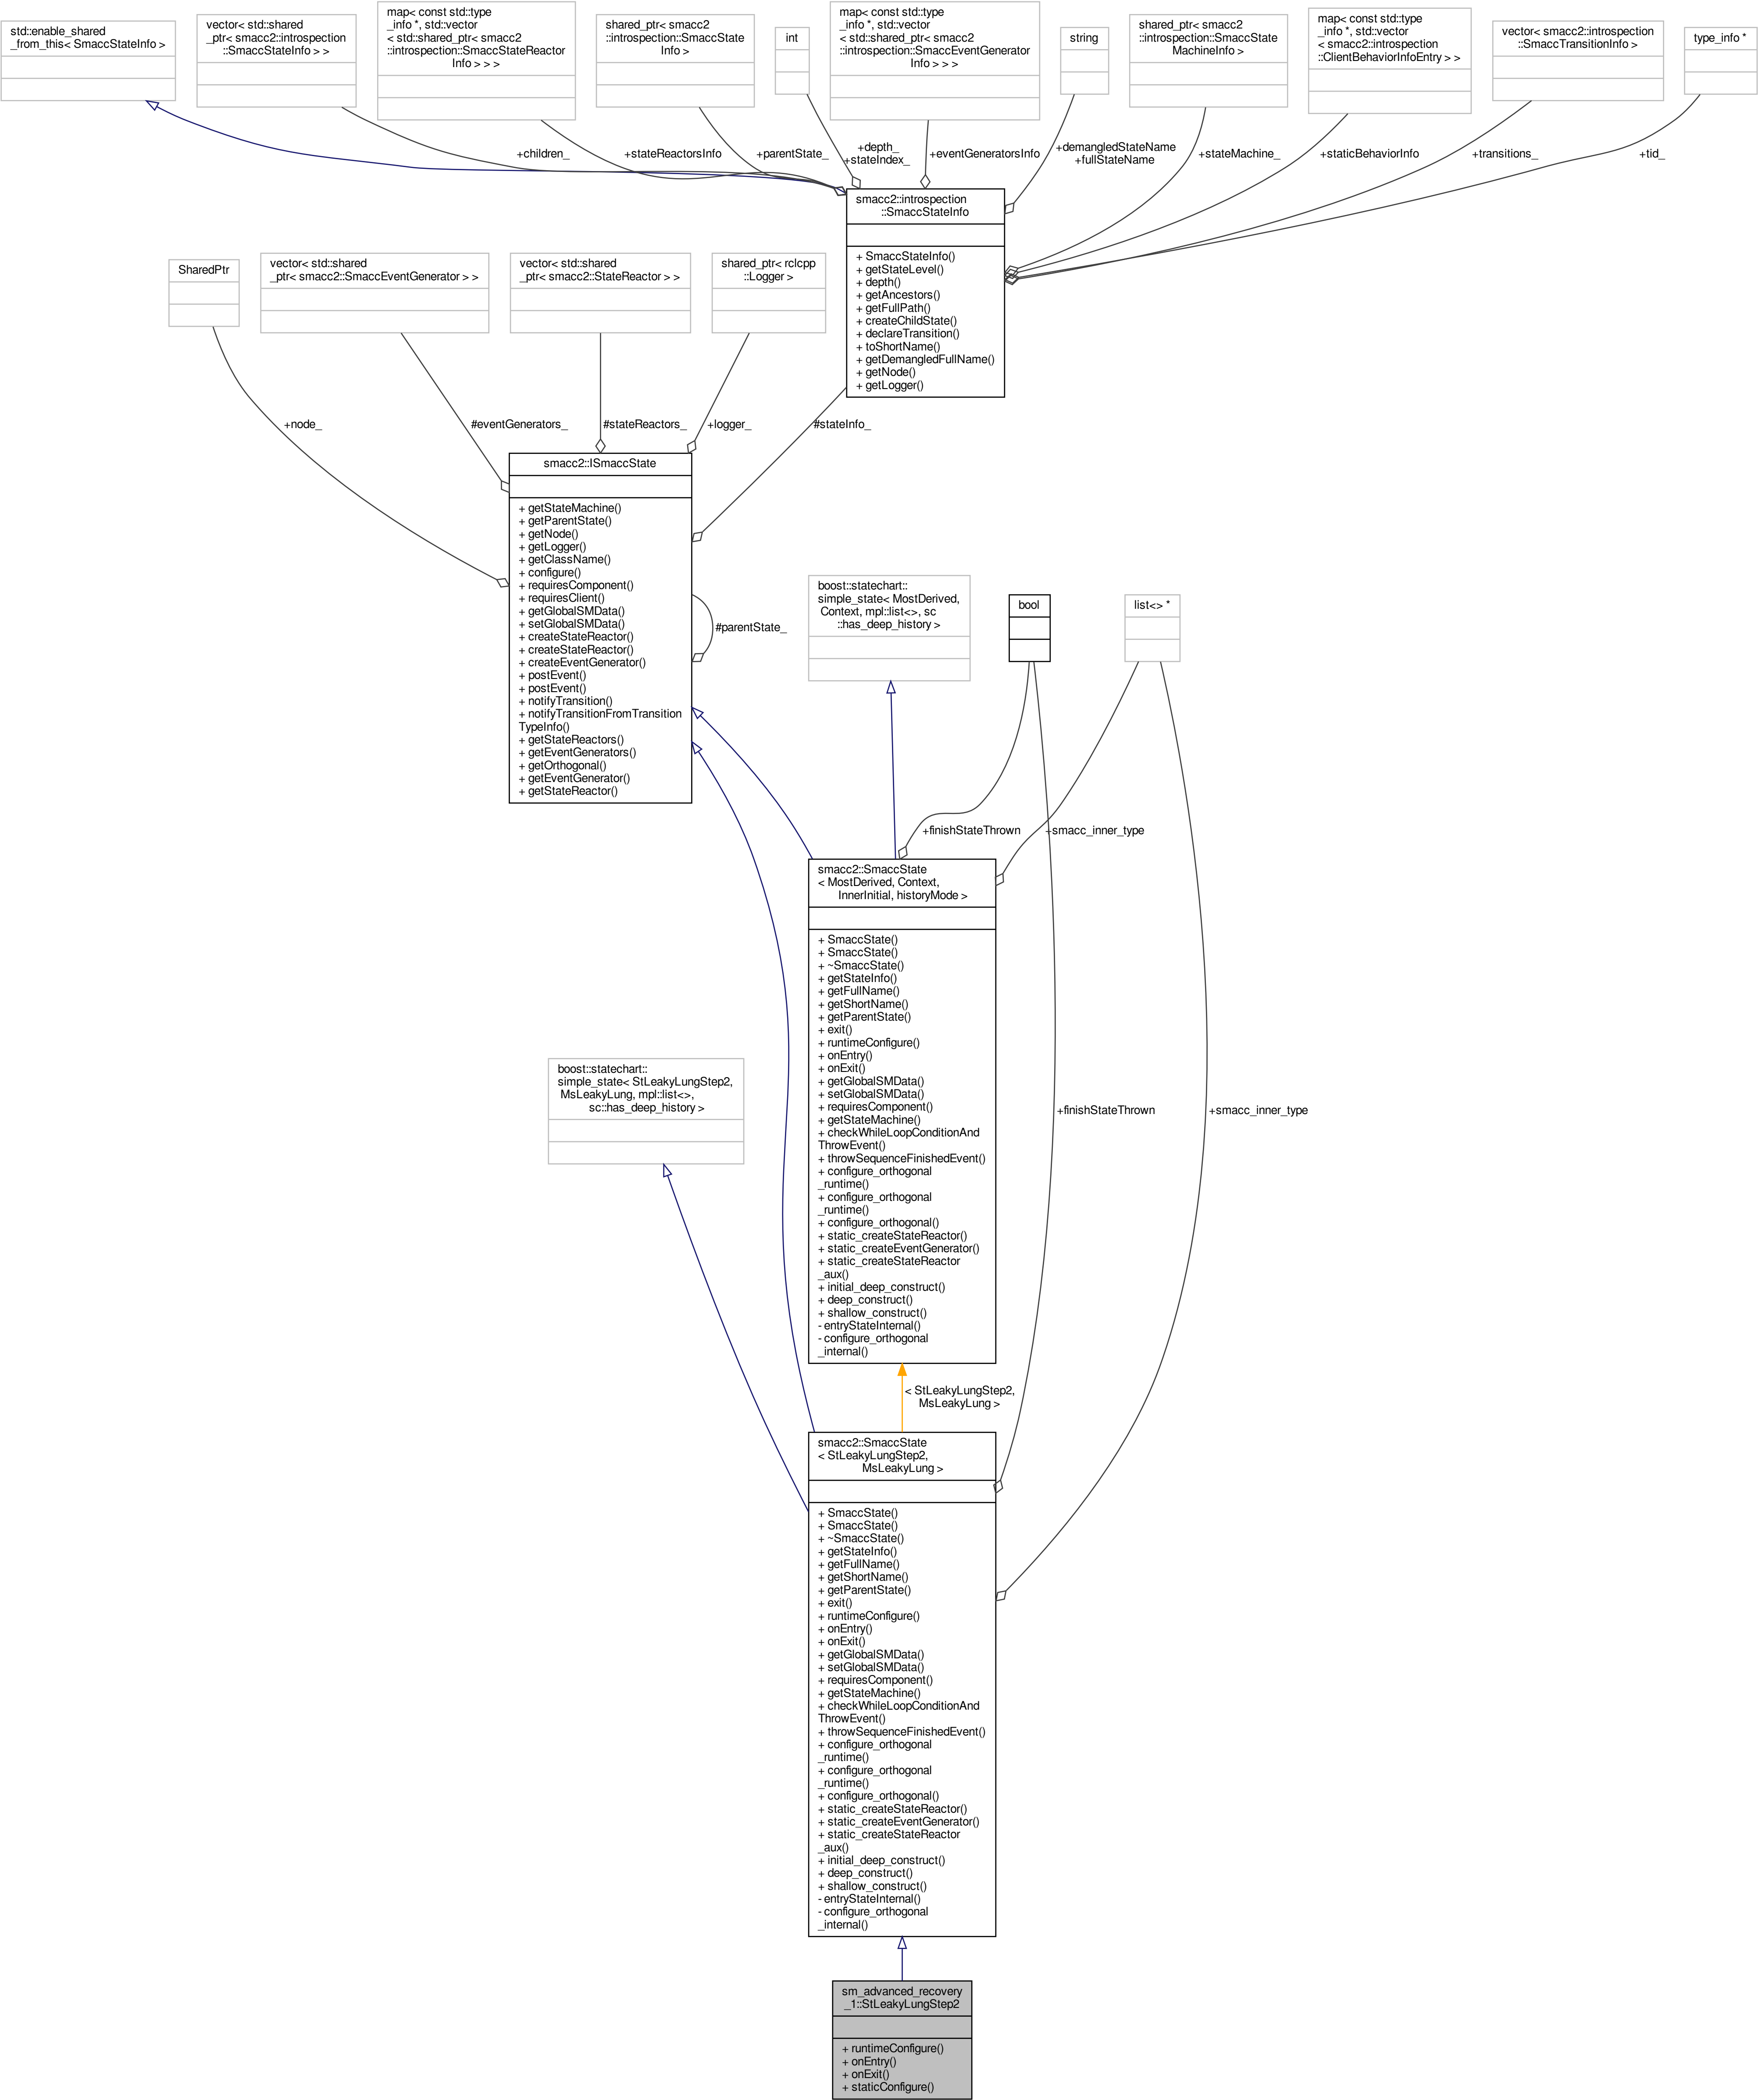 std::enable_shared
_from_this< SmaccStateInfo >
vector< std::shared
_ptr< smacc2::introspection
::SmaccStateInfo > >
map< const std::type
_info *, std::vector
< std::shared_ptr< smacc2
::introspection::SmaccStateReactor
Info > > >
shared_ptr< smacc2
::introspection::SmaccState
Info >
int
map< const std::type
_info *, std::vector
< std::shared_ptr< smacc2
::introspection::SmaccEventGenerator
Info > > >
string
shared_ptr< smacc2
::introspection::SmaccState
MachineInfo >
map< const std::type
_info *, std::vector
< smacc2::introspection
::ClientBehaviorInfoEntry > >
vector< smacc2::introspection
::SmaccTransitionInfo >
type_info *
+children_
+stateReactorsInfo
+parentState_
+depth_
+stateIndex_
+eventGeneratorsInfo
+demangledStateName
+fullStateName
+stateMachine_
+staticBehaviorInfo
+transitions_
+tid_
smacc2::introspection
::SmaccStateInfo
+ SmaccStateInfo()
+ getStateLevel()
+ depth()
+ getAncestors()
+ getFullPath()
+ createChildState()
+ declareTransition()
+ toShortName()
+ getDemangledFullName()
+ getNode()
+ getLogger()
SharedPtr
vector< std::shared
_ptr< smacc2::SmaccEventGenerator > >
vector< std::shared
_ptr< smacc2::StateReactor > >
shared_ptr< rclcpp
::Logger >
+node_
#eventGenerators_
#stateReactors_
+logger_
#stateInfo_
smacc2::ISmaccState
+ getStateMachine()
+ getParentState()
+ getNode()
+ getLogger()
+ getClassName()
+ configure()
+ requiresComponent()
+ requiresClient()
+ getGlobalSMData()
+ setGlobalSMData()
+ createStateReactor()
+ createStateReactor()
+ createEventGenerator()
+ postEvent()
+ postEvent()
+ notifyTransition()
+ notifyTransitionFromTransition
TypeInfo()
+ getStateReactors()
+ getEventGenerators()
+ getOrthogonal()
+ getEventGenerator()
+ getStateReactor()
#parentState_
boost::statechart::
simple_state< MostDerived,
Context, mpl::list<>, sc
::has_deep_history >
bool
list<> *
+finishStateThrown
+smacc_inner_type
smacc2::SmaccState
< MostDerived, Context,
InnerInitial, historyMode >
+ SmaccState()
+ SmaccState()
+ ~SmaccState()
+ getStateInfo()
+ getFullName()
+ getShortName()
+ getParentState()
+ exit()
+ runtimeConfigure()
+ onEntry()
+ onExit()
+ getGlobalSMData()
+ setGlobalSMData()
+ requiresComponent()
+ getStateMachine()
+ checkWhileLoopConditionAnd
ThrowEvent()
+ throwSequenceFinishedEvent()
+ configure_orthogonal
_runtime()
+ configure_orthogonal
_runtime()
+ configure_orthogonal()
+ static_createStateReactor()
+ static_createEventGenerator()
+ static_createStateReactor
_aux()
+ initial_deep_construct()
+ deep_construct()
+ shallow_construct()
- entryStateInternal()
- configure_orthogonal
_internal()
boost::statechart::
simple_state< StLeakyLungStep2,
MsLeakyLung, mpl::list<>,
sc::has_deep_history >
+finishStateThrown
+smacc_inner_type
< StLeakyLungStep2,
MsLeakyLung >
smacc2::SmaccState
< StLeakyLungStep2,
MsLeakyLung >
+ SmaccState()
+ SmaccState()
+ ~SmaccState()
+ getStateInfo()
+ getFullName()
+ getShortName()
+ getParentState()
+ exit()
+ runtimeConfigure()
+ onEntry()
+ onExit()
+ getGlobalSMData()
+ setGlobalSMData()
+ requiresComponent()
+ getStateMachine()
+ checkWhileLoopConditionAnd
ThrowEvent()
+ throwSequenceFinishedEvent()
+ configure_orthogonal
_runtime()
+ configure_orthogonal
_runtime()
+ configure_orthogonal()
+ static_createStateReactor()
+ static_createEventGenerator()
+ static_createStateReactor
_aux()
+ initial_deep_construct()
+ deep_construct()
+ shallow_construct()
- entryStateInternal()
- configure_orthogonal
_internal()
sm_advanced_recovery
_1::StLeakyLungStep2
+ runtimeConfigure()
+ onEntry()
+ onExit()
+ staticConfigure()